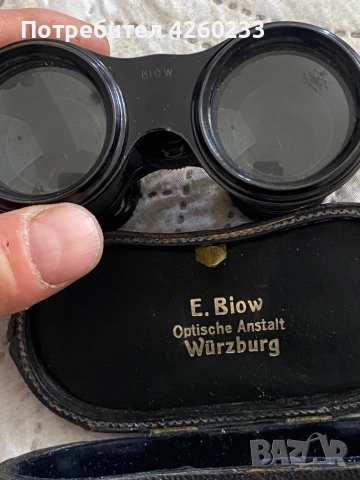 Потребител 4260233
BIOW
E. Biow
Optische Anstalt
Würzburg
BAZAR